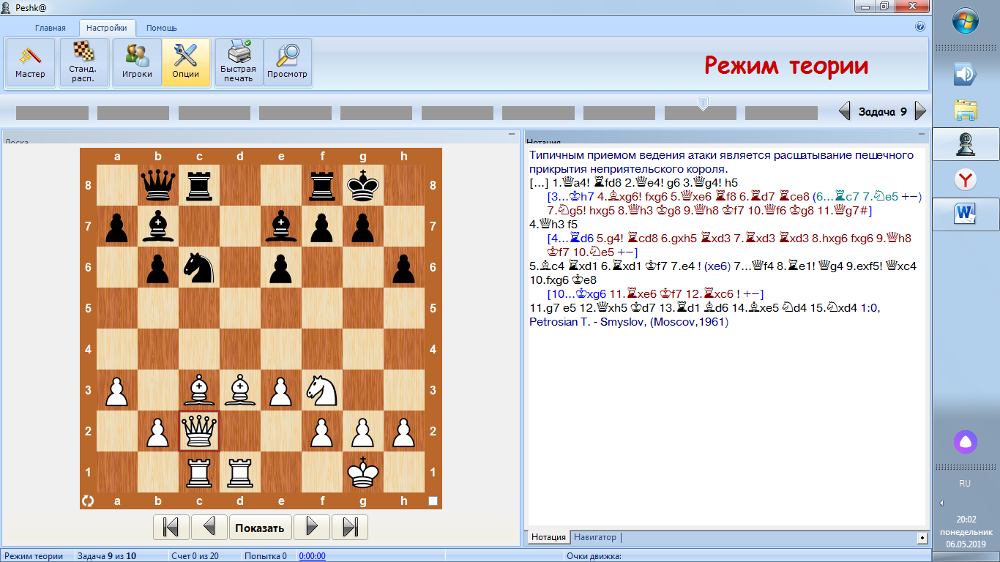 Peshk@
Главная Настройки Помощь
Мастер
Станд. расп.
Игроки
Опции
Быстрая печать
Просмотр
Режим теории
Задача 9
Доска
Нотация
a b c d e f g h
8 8
7 7
6 6
5 5
4 4
3 3
2 2
1 1
a b c d e f g h
Показать
Типичным приемом ведения атаки является расшатывание пешечного
прикрытия неприятельского короля.
[...] 1.♕a4! ♜fd8 2.♕e4! g6 3.♕g4! h5
[3...♔h7 4.♗xg6! fxg6 5.♕xe6 ♜f8 6.♜d7 ♜ce8 (6...♜c7 7.♘e5 +−)
7.♘g5! hxg5 8.♕h3 ♔g8 9.♕h8 ♔f7 10.♕f6 ♔g8 11.♕g7#]
4.♕h3 f5
[4...♜d6 5.g4! ♜cd8 6.gxh5 ♜xd3 7.♜xd3 ♜xd3 8.hxg6 fxg6 9.♕h8
♔f7 10.♘e5 +−]
5.♗c4 ♜xd1 6.♜xd1 ♔f7 7.e4 ! (xe6) 7...♕f4 8.♜e1! ♕g4 9.exf5! ♕xc4
10.fxg6 ♔e8
[10...♔xg6 11.♜xe6 ♔f7 12.♜xc6 ! +−]
11.g7 e5 12.♕xh5 ♔d7 13.♜d1 ♗d6 14.♗xe5 ♘d4 15.♘xd4 1:0,
Petrosian T. - Smyslov, (Moscov,1961)
Нотация Навигатор
Режим теории Задача 9 из 10 Счет 0 из 20 Попытка 0 0:00:00 Очки движка:
RU
20:02
понедельник
06.05.2019